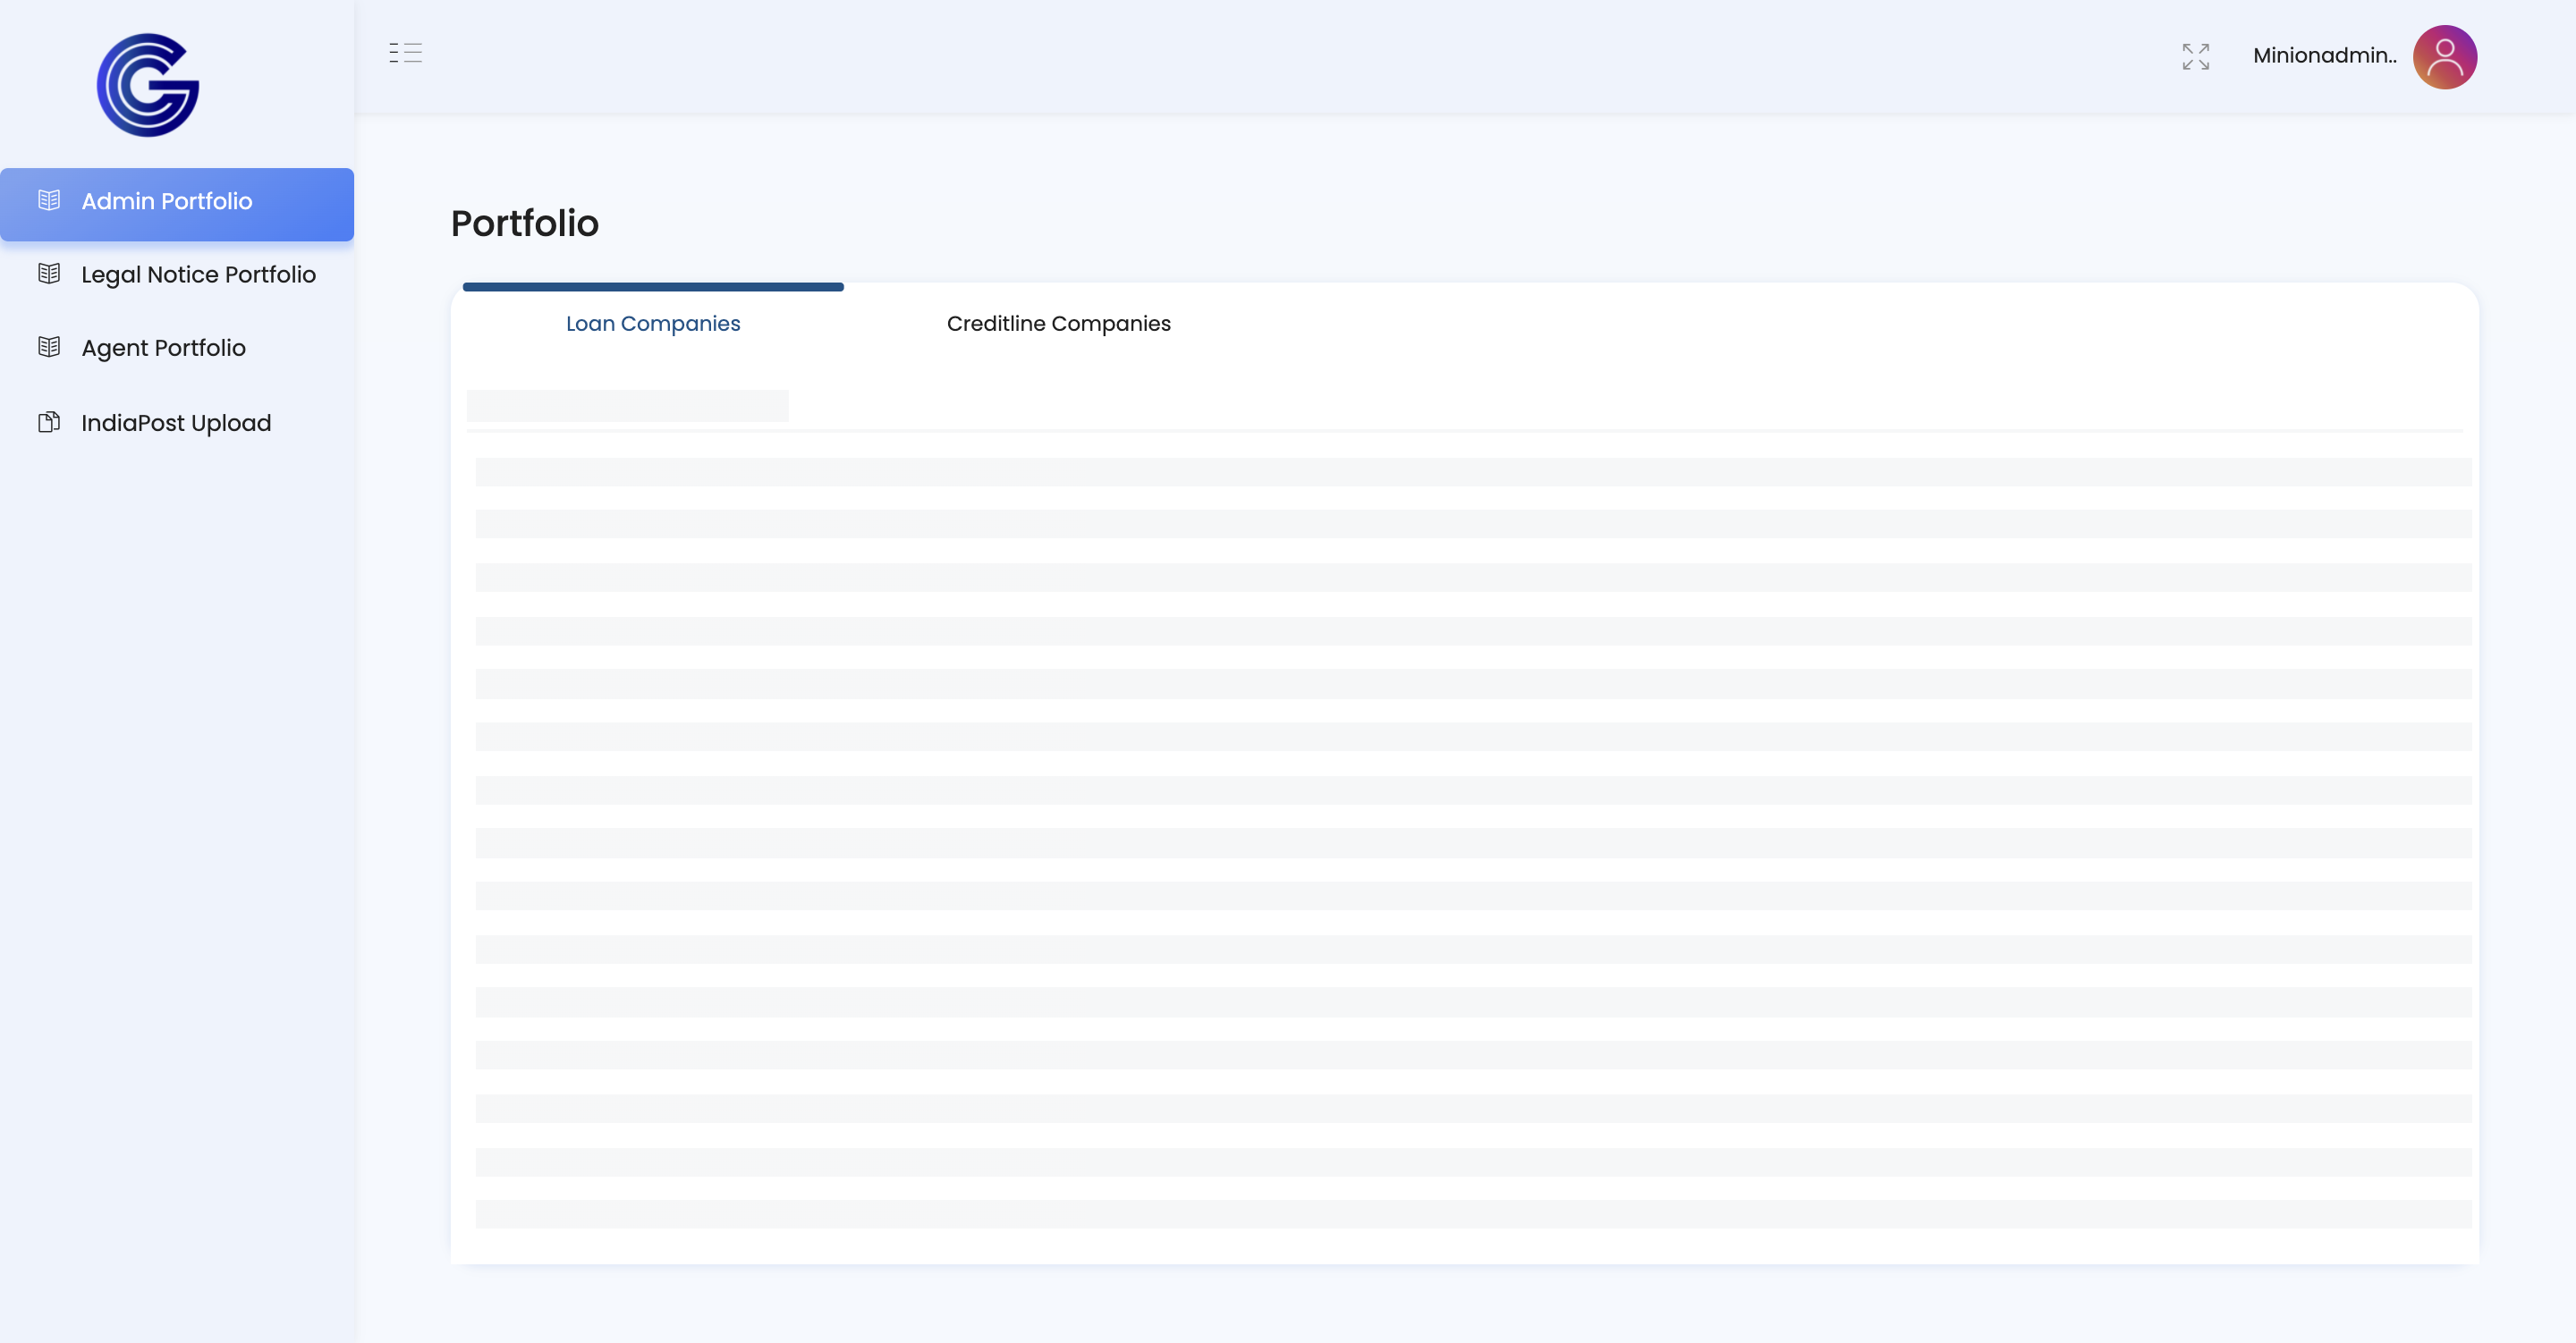 Minionadmin..
Admin Portfolio
Legal Notice Portfolio
Agent Portfolio
IndiaPost Upload
Portfolio
Loan Companies
Creditline Companies